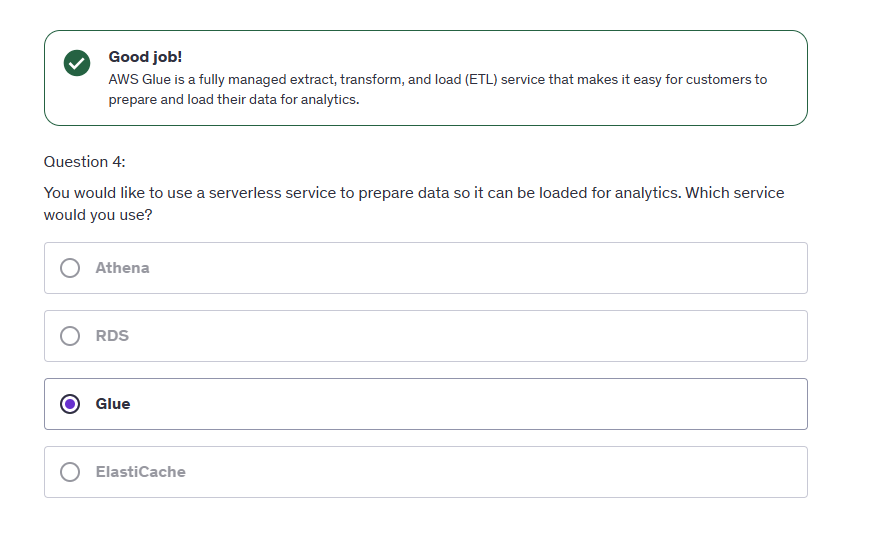 Good job!
AWS Glue is a fully managed extract, transform, and load (ETL) service that makes it easy for customers to
prepare and load their data for analytics.
Question 4:
You would like to use a serverless service to prepare data so it can be loaded for analytics. Which service
would you use?
Athena
RDS
Glue
ElastiCache